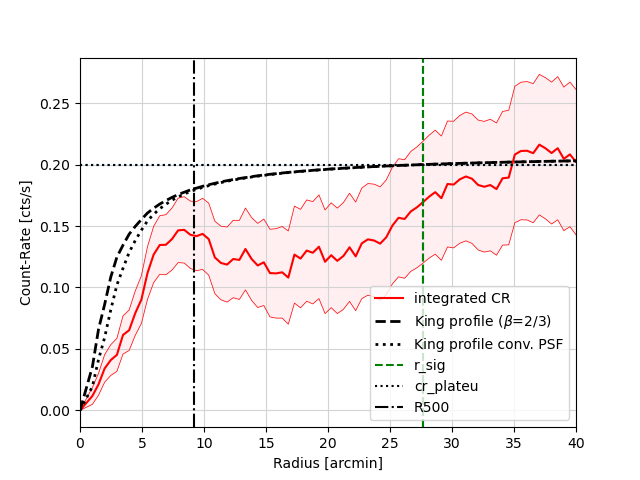 0.25
0.20
0.15
0.10
0.05
0.00
Count-Rate [cts/s]
integrated CR
King profile (β=2/3)
King profile conv. PSF
r_sig
cr_plateu
R500
0 5 10 15 20 25 30 35 40
Radius [arcmin]